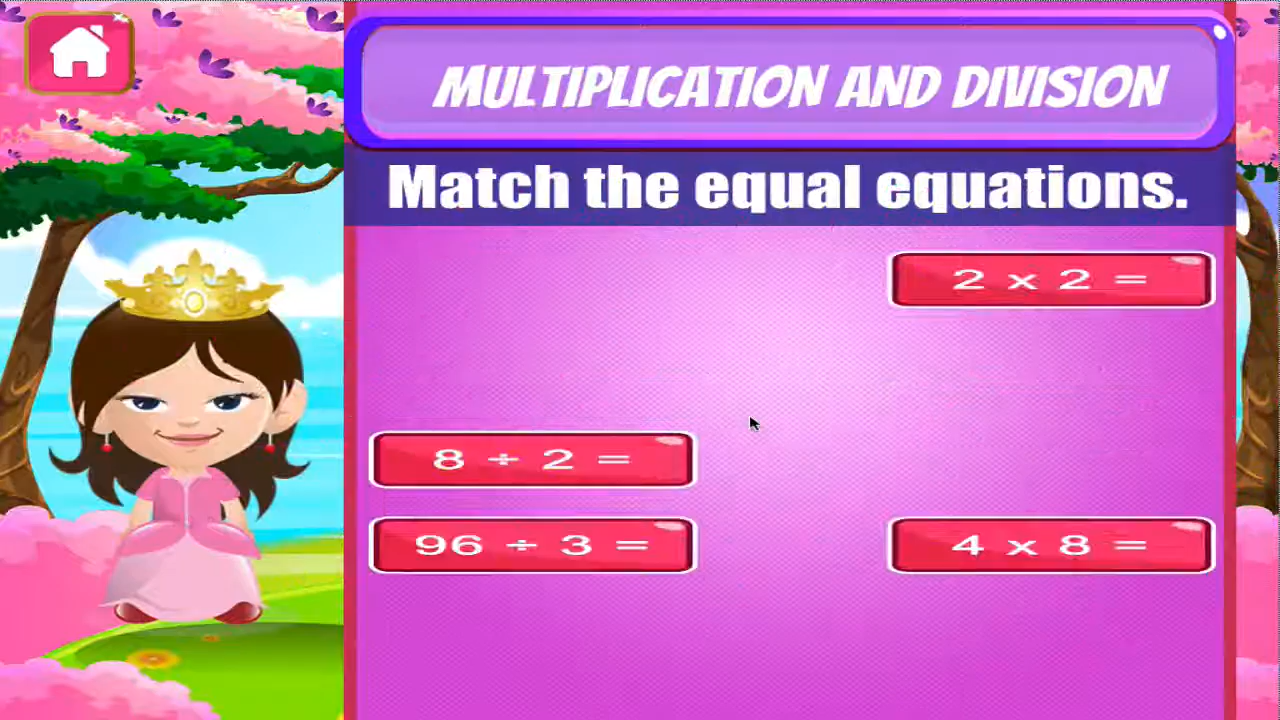 MULTIPLICATION AND DIVISION
Match the equal equations.
2 x 2 =
8 ÷ 2 =
96 ÷ 3 =
4 x 8 =